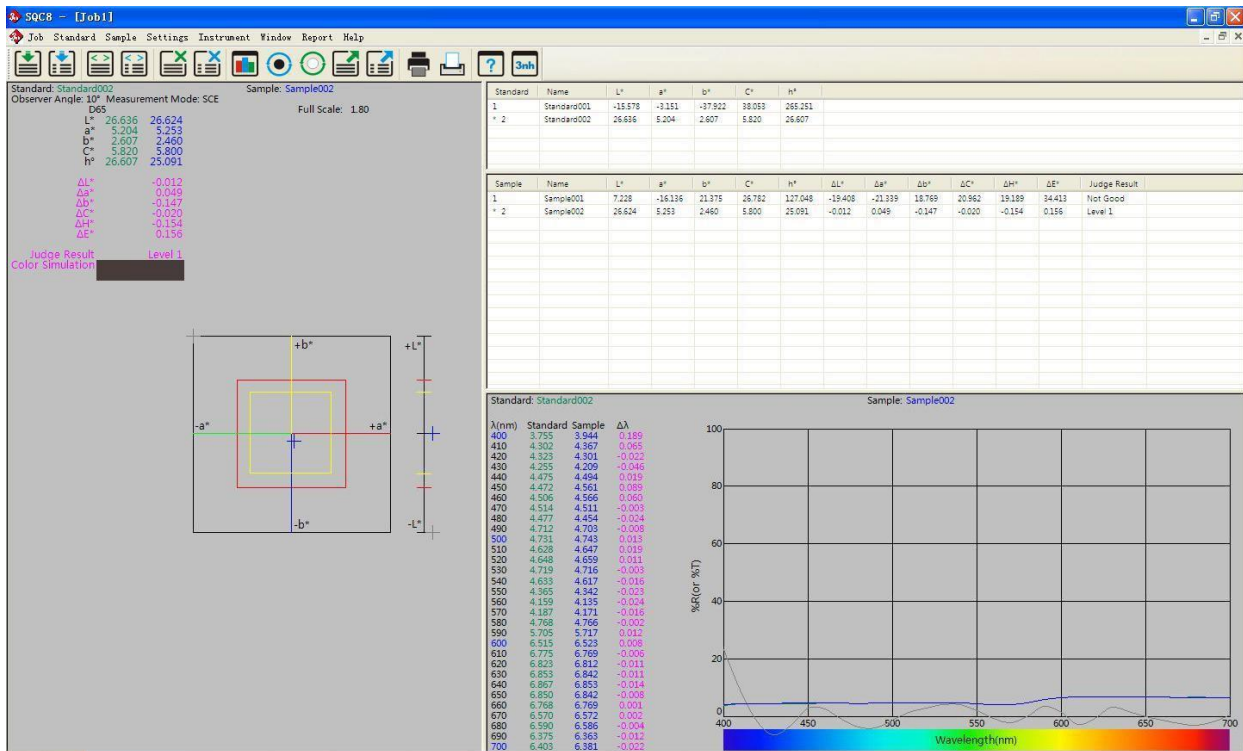 SQC8 - [Job1]
Job Standard Sample Settings Instrument Window Report Help
3nh
Standard: Standard002 Sample: Sample002
Observer Angle: 10° Measurement Mode: SCE
D65 Full Scale: 1.80
L* 26.636 26.624
a* 5.204 5.253
b* 2.607 2.460
C* 5.820 5.800
h° 26.607 25.091
ΔL* -0.012
Δa* 0.049
Δb* -0.147
ΔC* -0.020
ΔH* -0.154
ΔE* 0.156
Judge Result Level 1
Color Simulation
+b* +L*
-a* +a*
-b* -L*
Standard Name L* a* b* C* h°
1 Standard001 -15.578 -3.151 -37.922 38.053 265.251
* 2 Standard002 26.636 5.204 2.607 5.820 26.607
Sample Name L* a* b* C* h° ΔL* Δa* Δb* ΔC* ΔH* ΔE* Judge Result
1 Sample001 7.228 -16.136 21.375 26.782 127.048 -19.408 -21.339 18.769 20.962 19.189 34.413 Not Good
* 2 Sample002 26.624 5.253 2.460 5.800 25.091 -0.012 0.049 -0.147 -0.020 -0.154 0.156 Level 1
Standard: Standard002 Sample: Sample002
λ(nm) Standard Sample Δλ
400 3.755 3.944 0.189
410 4.302 4.367 0.065
420 4.323 4.301 -0.022
430 4.255 4.209 -0.046
440 4.475 4.494 0.019
450 4.472 4.561 0.089
460 4.506 4.566 0.060
470 4.514 4.511 -0.003
480 4.477 4.454 -0.024
490 4.712 4.703 -0.008
500 4.731 4.743 0.013
510 4.628 4.647 0.019
520 4.648 4.659 0.011
530 4.719 4.716 -0.003
540 4.633 4.617 -0.016
550 4.365 4.342 -0.023
560 4.159 4.135 -0.024
570 4.187 4.171 -0.016
580 4.768 4.766 -0.002
590 5.705 5.717 0.012
600 6.515 6.523 0.008
610 6.775 6.769 -0.006
620 6.823 6.812 -0.011
630 6.853 6.842 -0.011
640 6.867 6.853 -0.014
650 6.850 6.842 -0.008
660 6.768 6.769 0.001
670 6.570 6.572 0.002
680 6.590 6.586 -0.004
690 6.375 6.363 -0.012
700 6.403 6.381 -0.022
%R(or %T)
100
80
60
40
20
0
400 450 500 550 600 650 700
Wavelength(nm)